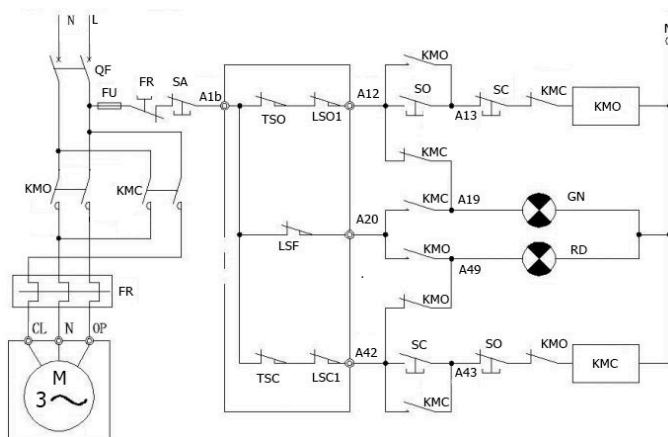 N L
QF
FU FR SA A1b
KMO KMC
FR
CL N OP
M
3
TSO LSO1
LSF
TSC LSC1
A12 KMO
SO A13 SC KMC KMO
N
KMC
A20 KMC A19 GN
KMO A49 RD
KMO
A42 SC A43 SO KMO KMC
KMC